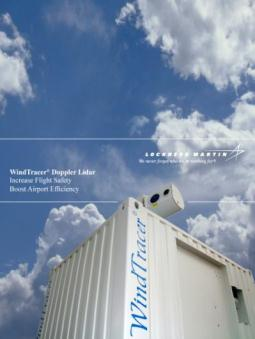 LOCKHEED MARTIN
We never forget who we're working for®
WindTracer® Doppler Lidar
Increase Flight Safety
Boost Airport Efficiency
WindTracer